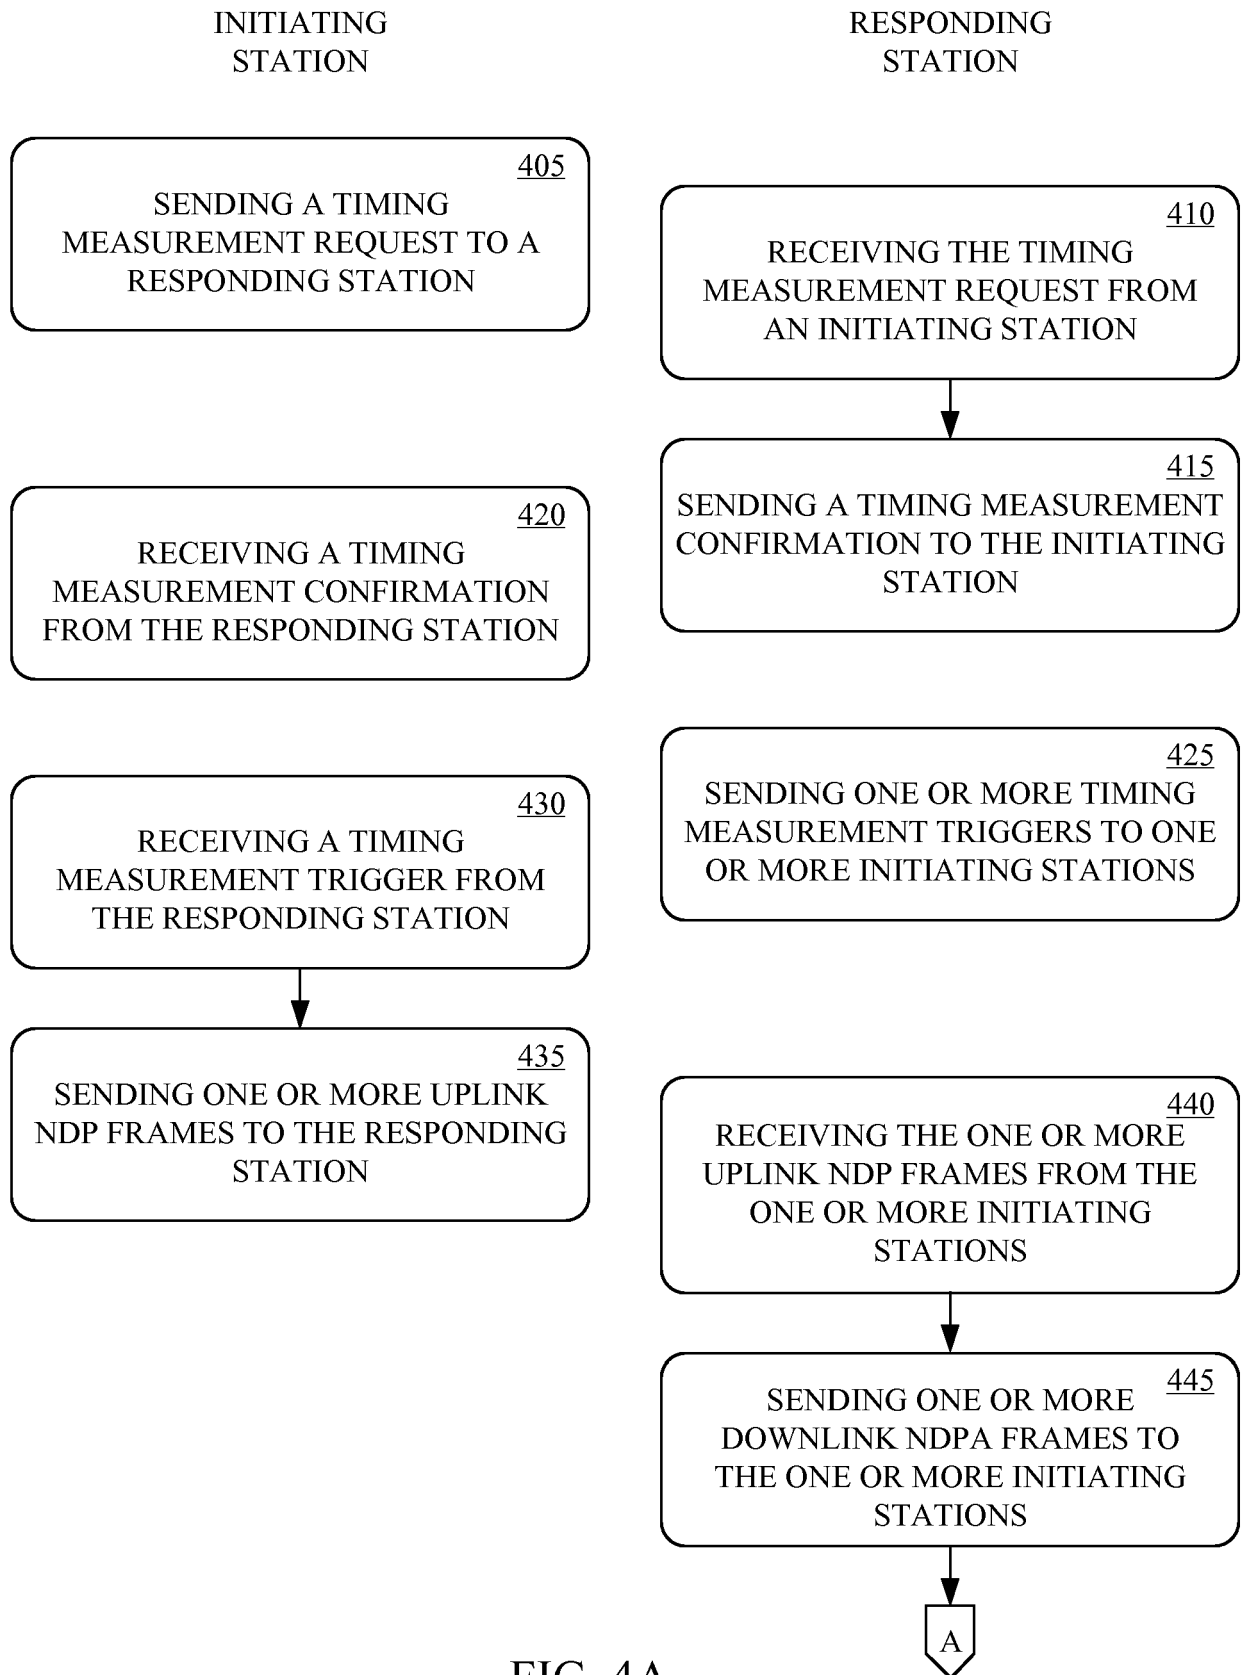 INITIATING
STATION
RESPONDING
STATION
405
SENDING A TIMING
MEASUREMENT REQUEST TO A
RESPONDING STATION
410
RECEIVING THE TIMING
MEASUREMENT REQUEST FROM
AN INITIATING STATION
415
SENDING A TIMING MEASUREMENT
CONFIRMATION TO THE INITIATING
STATION
420
RECEIVING A TIMING
MEASUREMENT CONFIRMATION
FROM THE RESPONDING STATION
425
SENDING ONE OR MORE TIMING
MEASUREMENT TRIGGERS TO ONE
OR MORE INITIATING STATIONS
430
RECEIVING A TIMING
MEASUREMENT TRIGGER FROM
THE RESPONDING STATION
435
SENDING ONE OR MORE UPLINK
NDP FRAMES TO THE RESPONDING
STATION
440
RECEIVING THE ONE OR MORE
UPLINK NDP FRAMES FROM THE
ONE OR MORE INITIATING
STATIONS
445
SENDING ONE OR MORE
DOWNLINK NDPA FRAMES TO
THE ONE OR MORE INITIATING
STATIONS
A
FIG. 4A